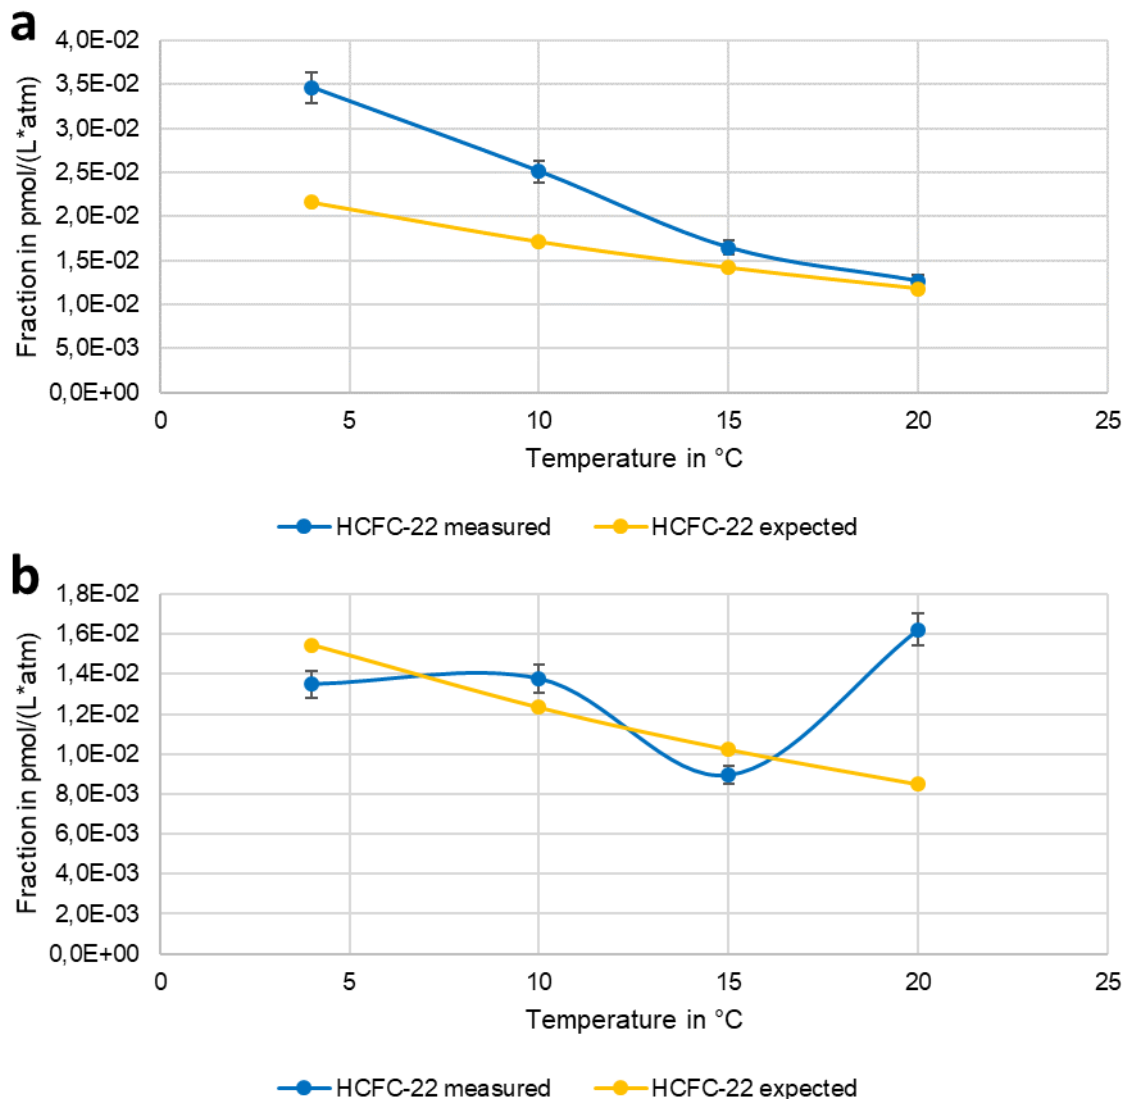 a
Fraction in pmol/(L*atm)
4,0E-02
3,5E-02
3,0E-02
2,5E-02
2,0E-02
1,5E-02
1,0E-02
5,0E-03
0,0E+00
0 5 10 15 20 25
Temperature in °C
HCFC-22 measured HCFC-22 expected
b
Fraction in pmol/(L*atm)
1,8E-02
1,6E-02
1,4E-02
1,2E-02
1,0E-02
8,0E-03
6,0E-03
4,0E-03
2,0E-03
0,0E+00
0 5 10 15 20 25
Temperature in °C
HCFC-22 measured HCFC-22 expected